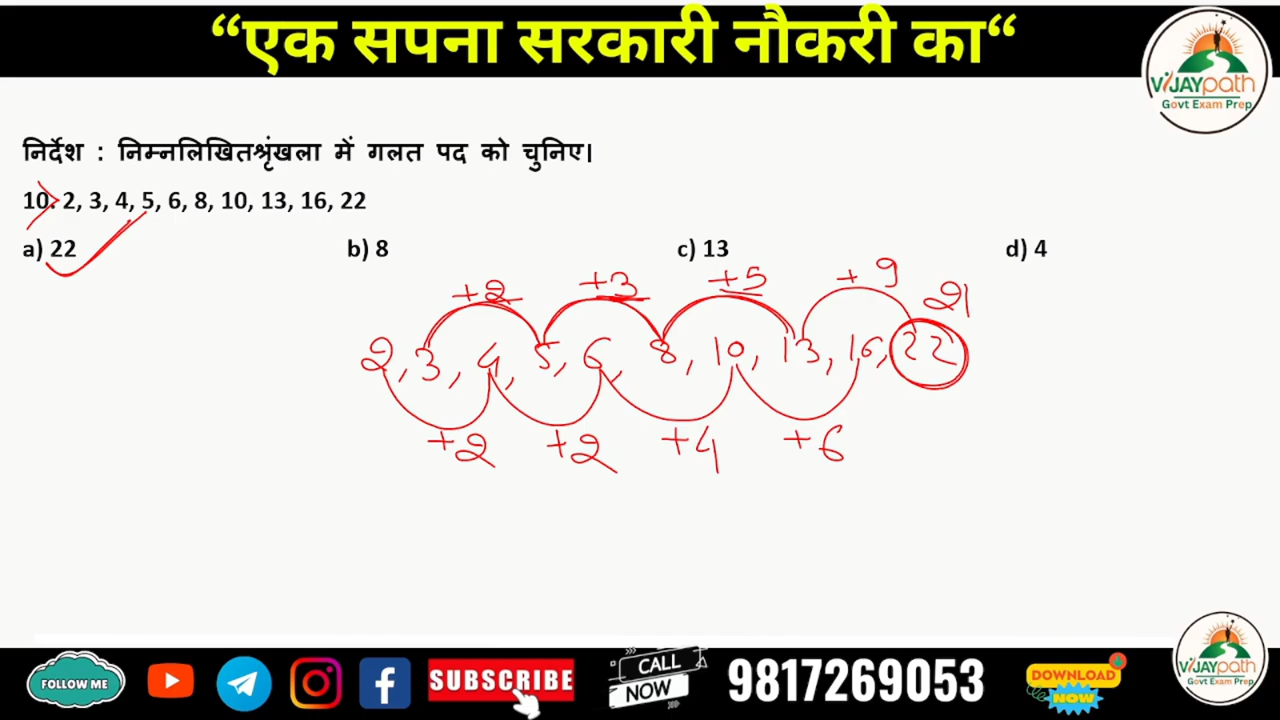 “एक सपना सरकारी नौकरी का“
VIJAYpath
Govt Exam Prep
निर्देश : निम्नलिखितश्रृंखला में गलत पद को चुनिए।
10. 2, 3, 4, 5, 6, 8, 10, 13, 16, 22
a) 22 b) 8 c) 13 d) 4
+2 +3 +5 +9 21
2, 3, 4, 5, 6, 8, 10, 13, 16, 22
+2 +2 +4 +6
VIJAYpath
Govt Exam Prep
FOLLOW ME SUBSCRIBE CALL NOW 9817269053 DOWNLOAD NOW